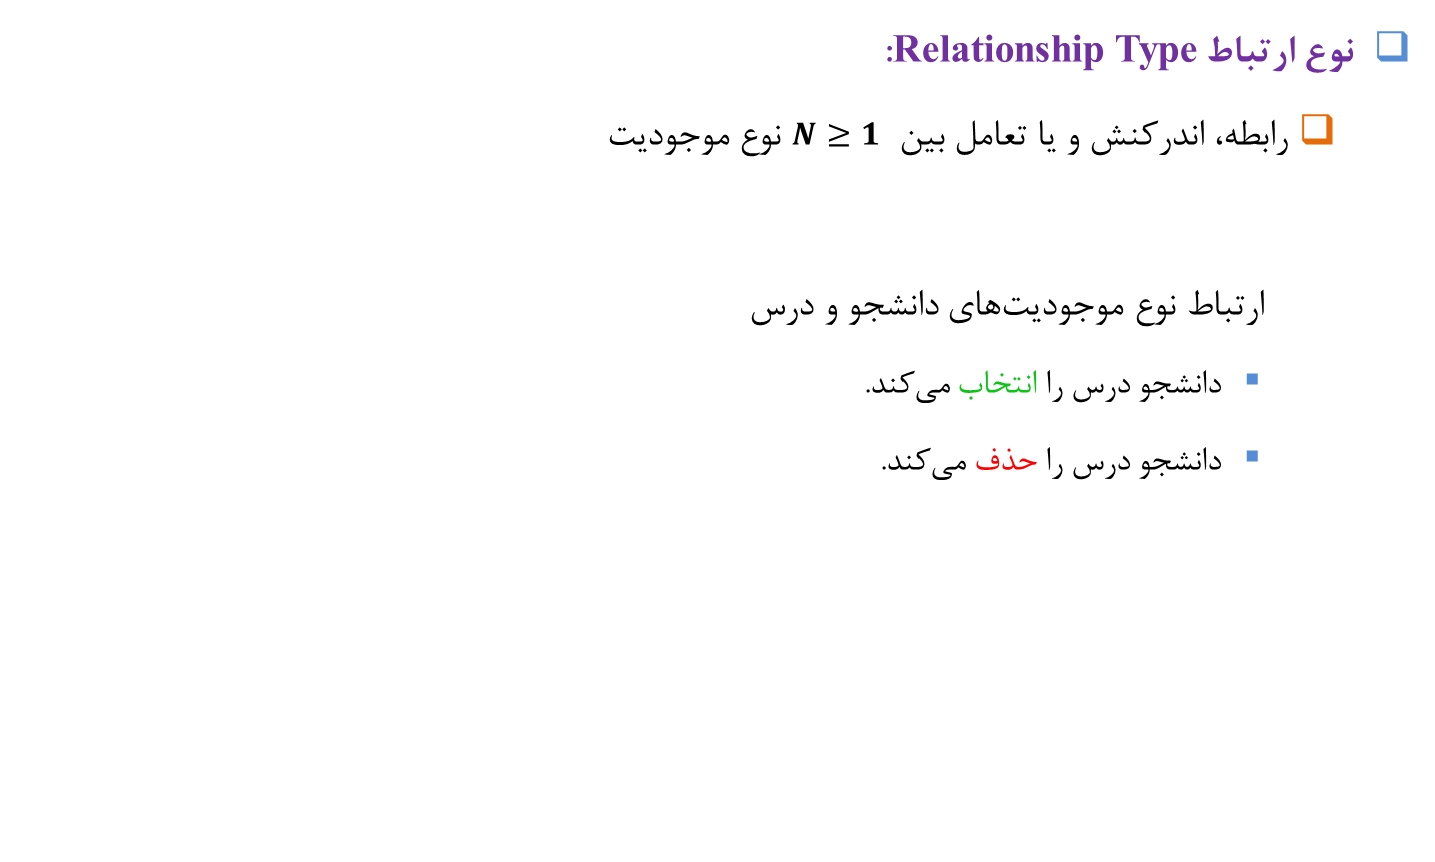 نوع ارتباط Relationship Type:
رابطه، اندرکنش و یا تعامل بین N ≥ 1 نوع موجودیت
ارتباط نوع موجودیت‌های دانشجو و درس
دانشجو درس را انتخاب می‌کند.
دانشجو درس را حذف می‌کند.